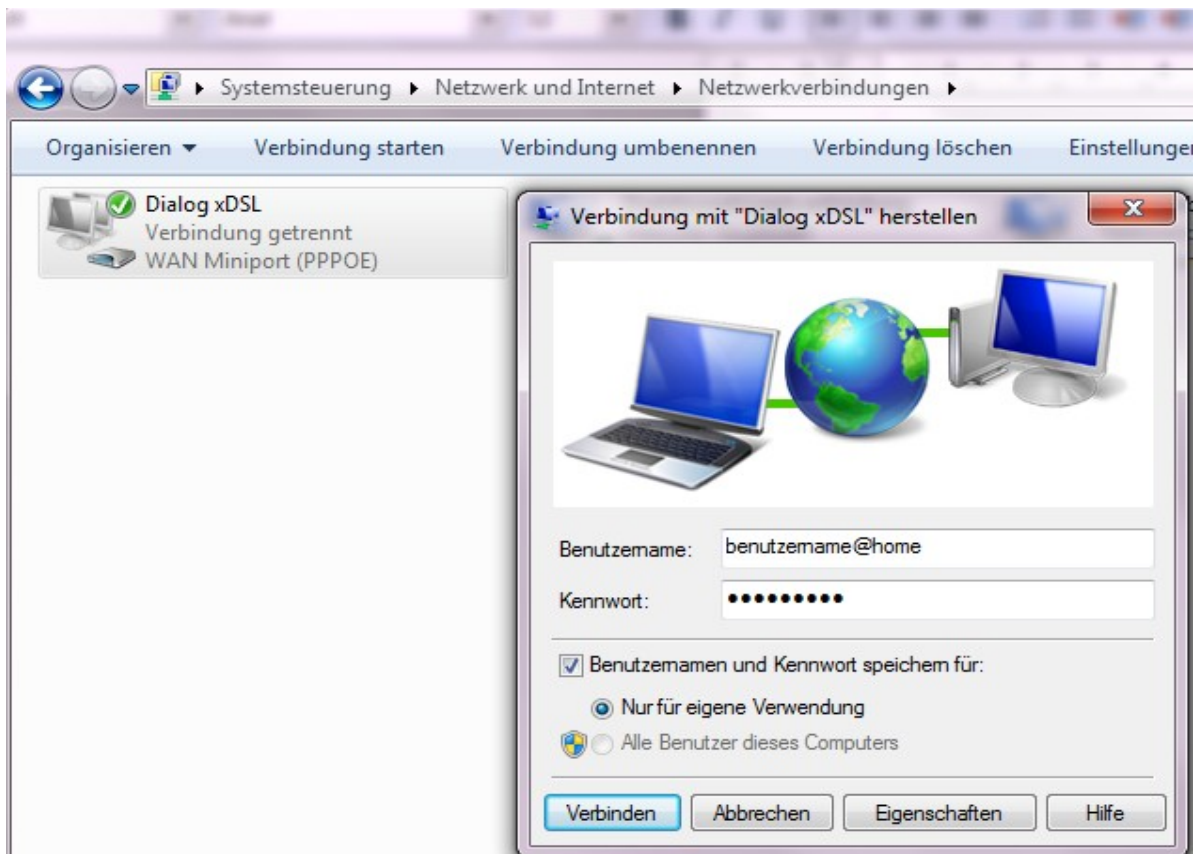 Systemsteuerung Netzwerk und Internet Netzwerkverbindungen
Organisieren Verbindung starten Verbindung umbenennen Verbindung löschen Einstellungen
Dialog xDSL
Verbindung getrennt
WAN Miniport (PPPOE)
Verbindung mit "Dialog xDSL" herstellen
Benutzername: benutzername@home
Kennwort: •••••••••
Benutzernamen und Kennwort speichern für:
Nur für eigene Verwendung
Alle Benutzer dieses Computers
Verbinden Abbrechen Eigenschaften Hilfe